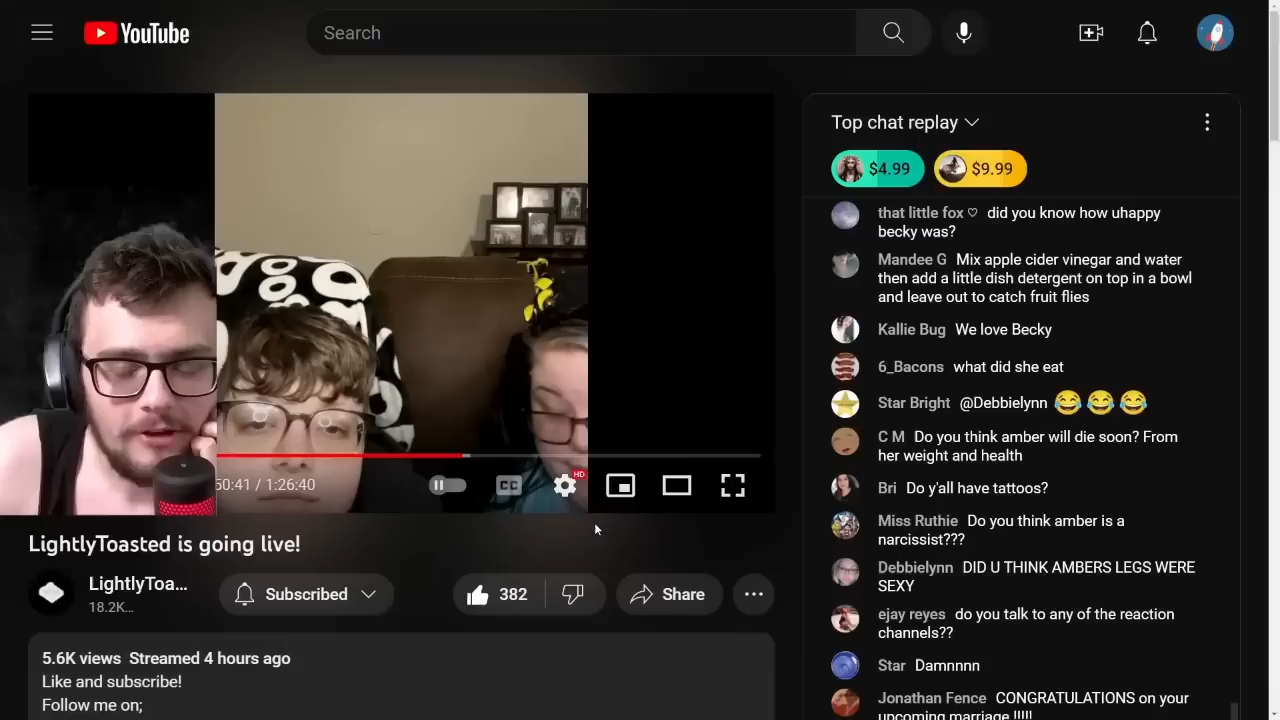 YouTube
Search
Top chat replay
$4.99
$9.99
that little fox ♡ did you know how uhappy
becky was?
Mandee G Mix apple cider vinegar and water
then add a little dish detergent on top in a bowl
and leave out to catch fruit flies
Kallie Bug We love Becky
6_Bacons what did she eat
Star Bright @Debbielynn 😂😂😂
C M Do you think amber will die soon? From
her weight and health
Bri Do y'all have tattoos?
Miss Ruthie Do you think amber is a
narcissist???
Debbielynn DID U THINK AMBERS LEGS WERE
SEXY
ejay reyes do you talk to any of the reaction
channels??
Star Damnnnn
Jonathan Fence CONGRATULATIONS on your
upcoming marriage !!!!!
50:41 / 1:26:40
CC
HD
LightlyToasted is going live!
LightlyToa...
18.2K...
Subscribed
382
Share
5.6K views Streamed 4 hours ago
Like and subscribe!
Follow me on;